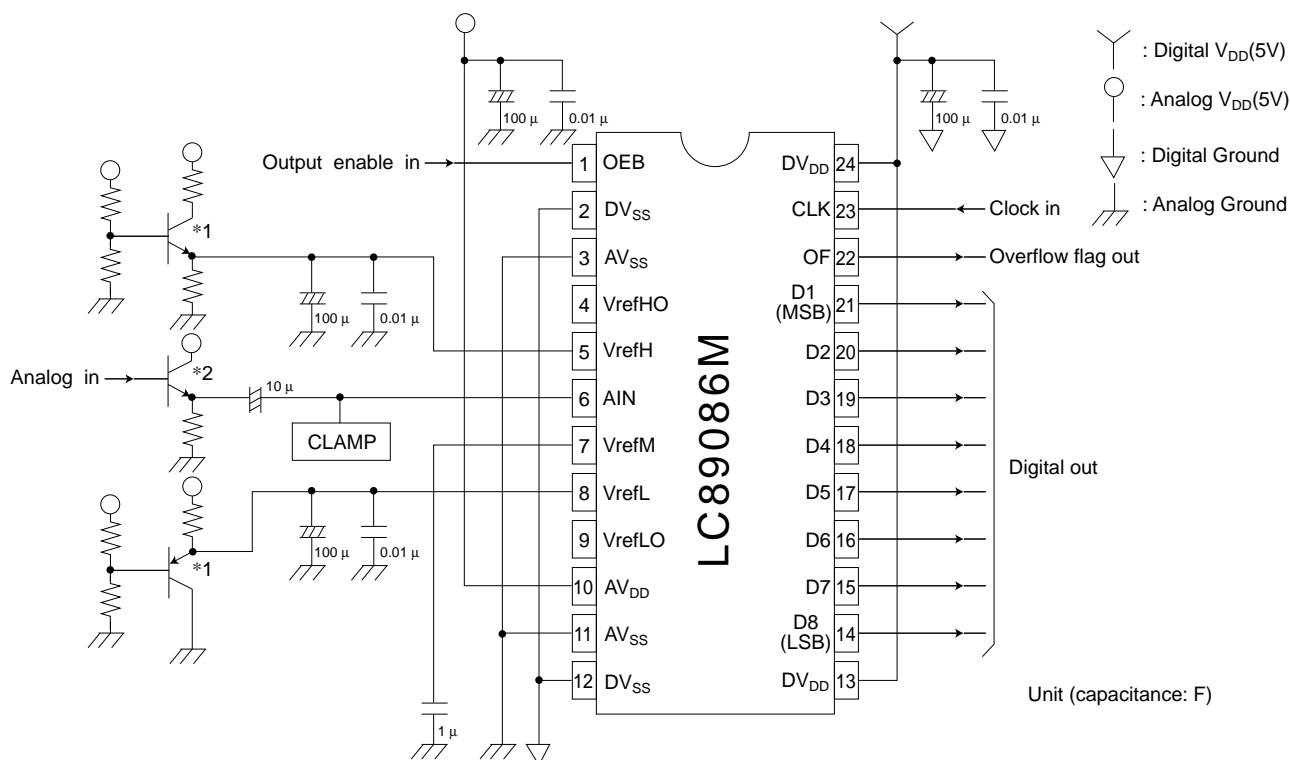 : Digital VDD(5V)
: Analog VDD(5V)
: Digital Ground
: Analog Ground
100 μ
0.01 μ
100 μ
0.01 μ
Output enable in
1 OEB
DVDD 24
2 DVSS
CLK 23
Clock in
*1
3 AVSS
OF 22
Overflow flag out
4 VrefHO
D1 (MSB) 21
100 μ
0.01 μ
5 VrefH
D2 20
Analog in
*2
10 μ
6 AIN
D3 19
CLAMP
7 VrefM
D4 18
Digital out
8 VrefL
D5 17
*1
100 μ
0.01 μ
9 VrefLO
D6 16
10 AVDD
D7 15
11 AVSS
D8 (LSB) 14
12 DVSS
DVDD 13
1 μ
LC89086M
Unit (capacitance: F)